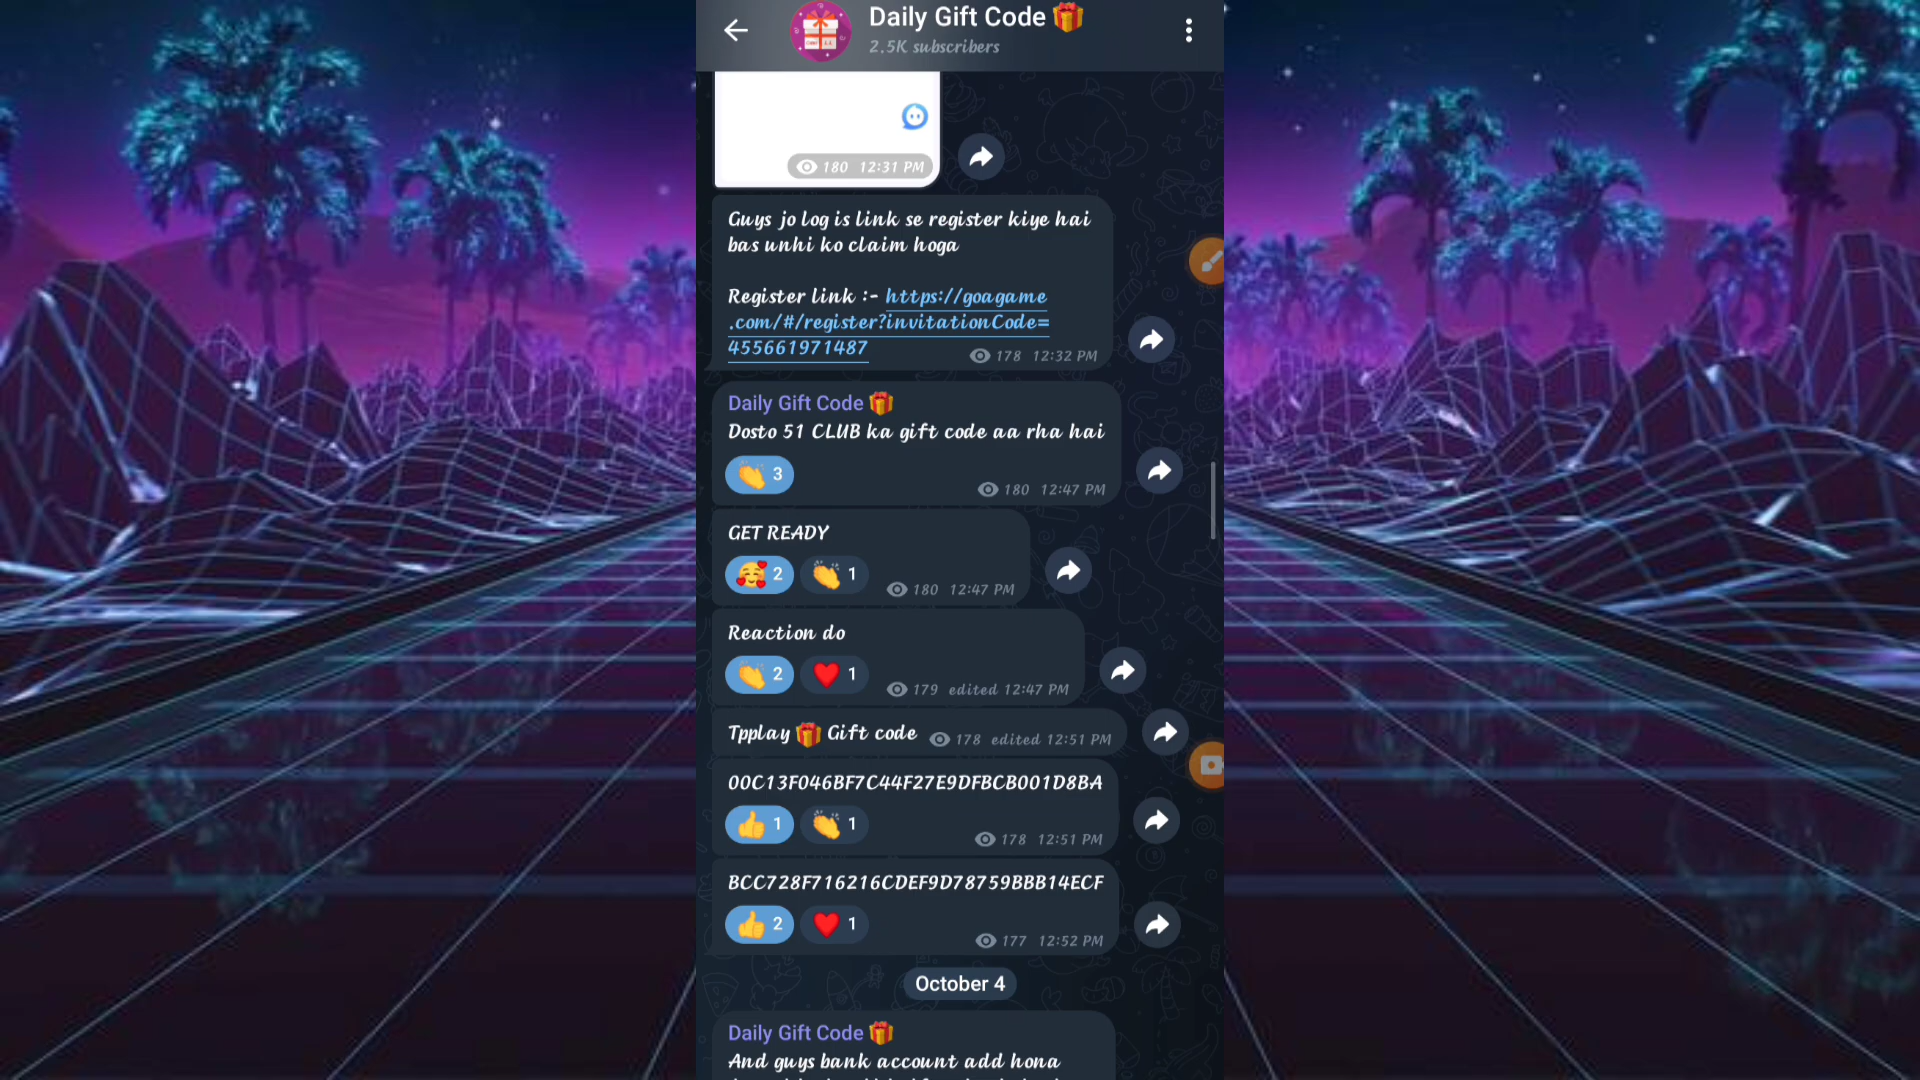 Daily Gift Code 🎁
2.5K subscribers
180 12:31 PM
Guys jo log is link se register kiye hai
bas unhi ko claim hoga
Register link :- https://goagame
.com/#/register?invitationCode=
455661971487
178 12:32 PM
Daily Gift Code 🎁
Dosto 51 CLUB ka gift code aa rha hai
👏 3
180 12:47 PM
GET READY
🥰 2 👏 1
180 12:47 PM
Reaction do
👏 2 ❤️ 1
179 edited 12:47 PM
Tpplay 🎁 Gift code 178 edited 12:51 PM
00C13F046BF7C44F27E9DFBCB001D8BA
👍 1 👏 1
178 12:51 PM
BCC728F716216CDEF9D78759BBB14ECF
👍 2 ❤️ 1
177 12:52 PM
October 4
Daily Gift Code 🎁
And guys bank account add hona